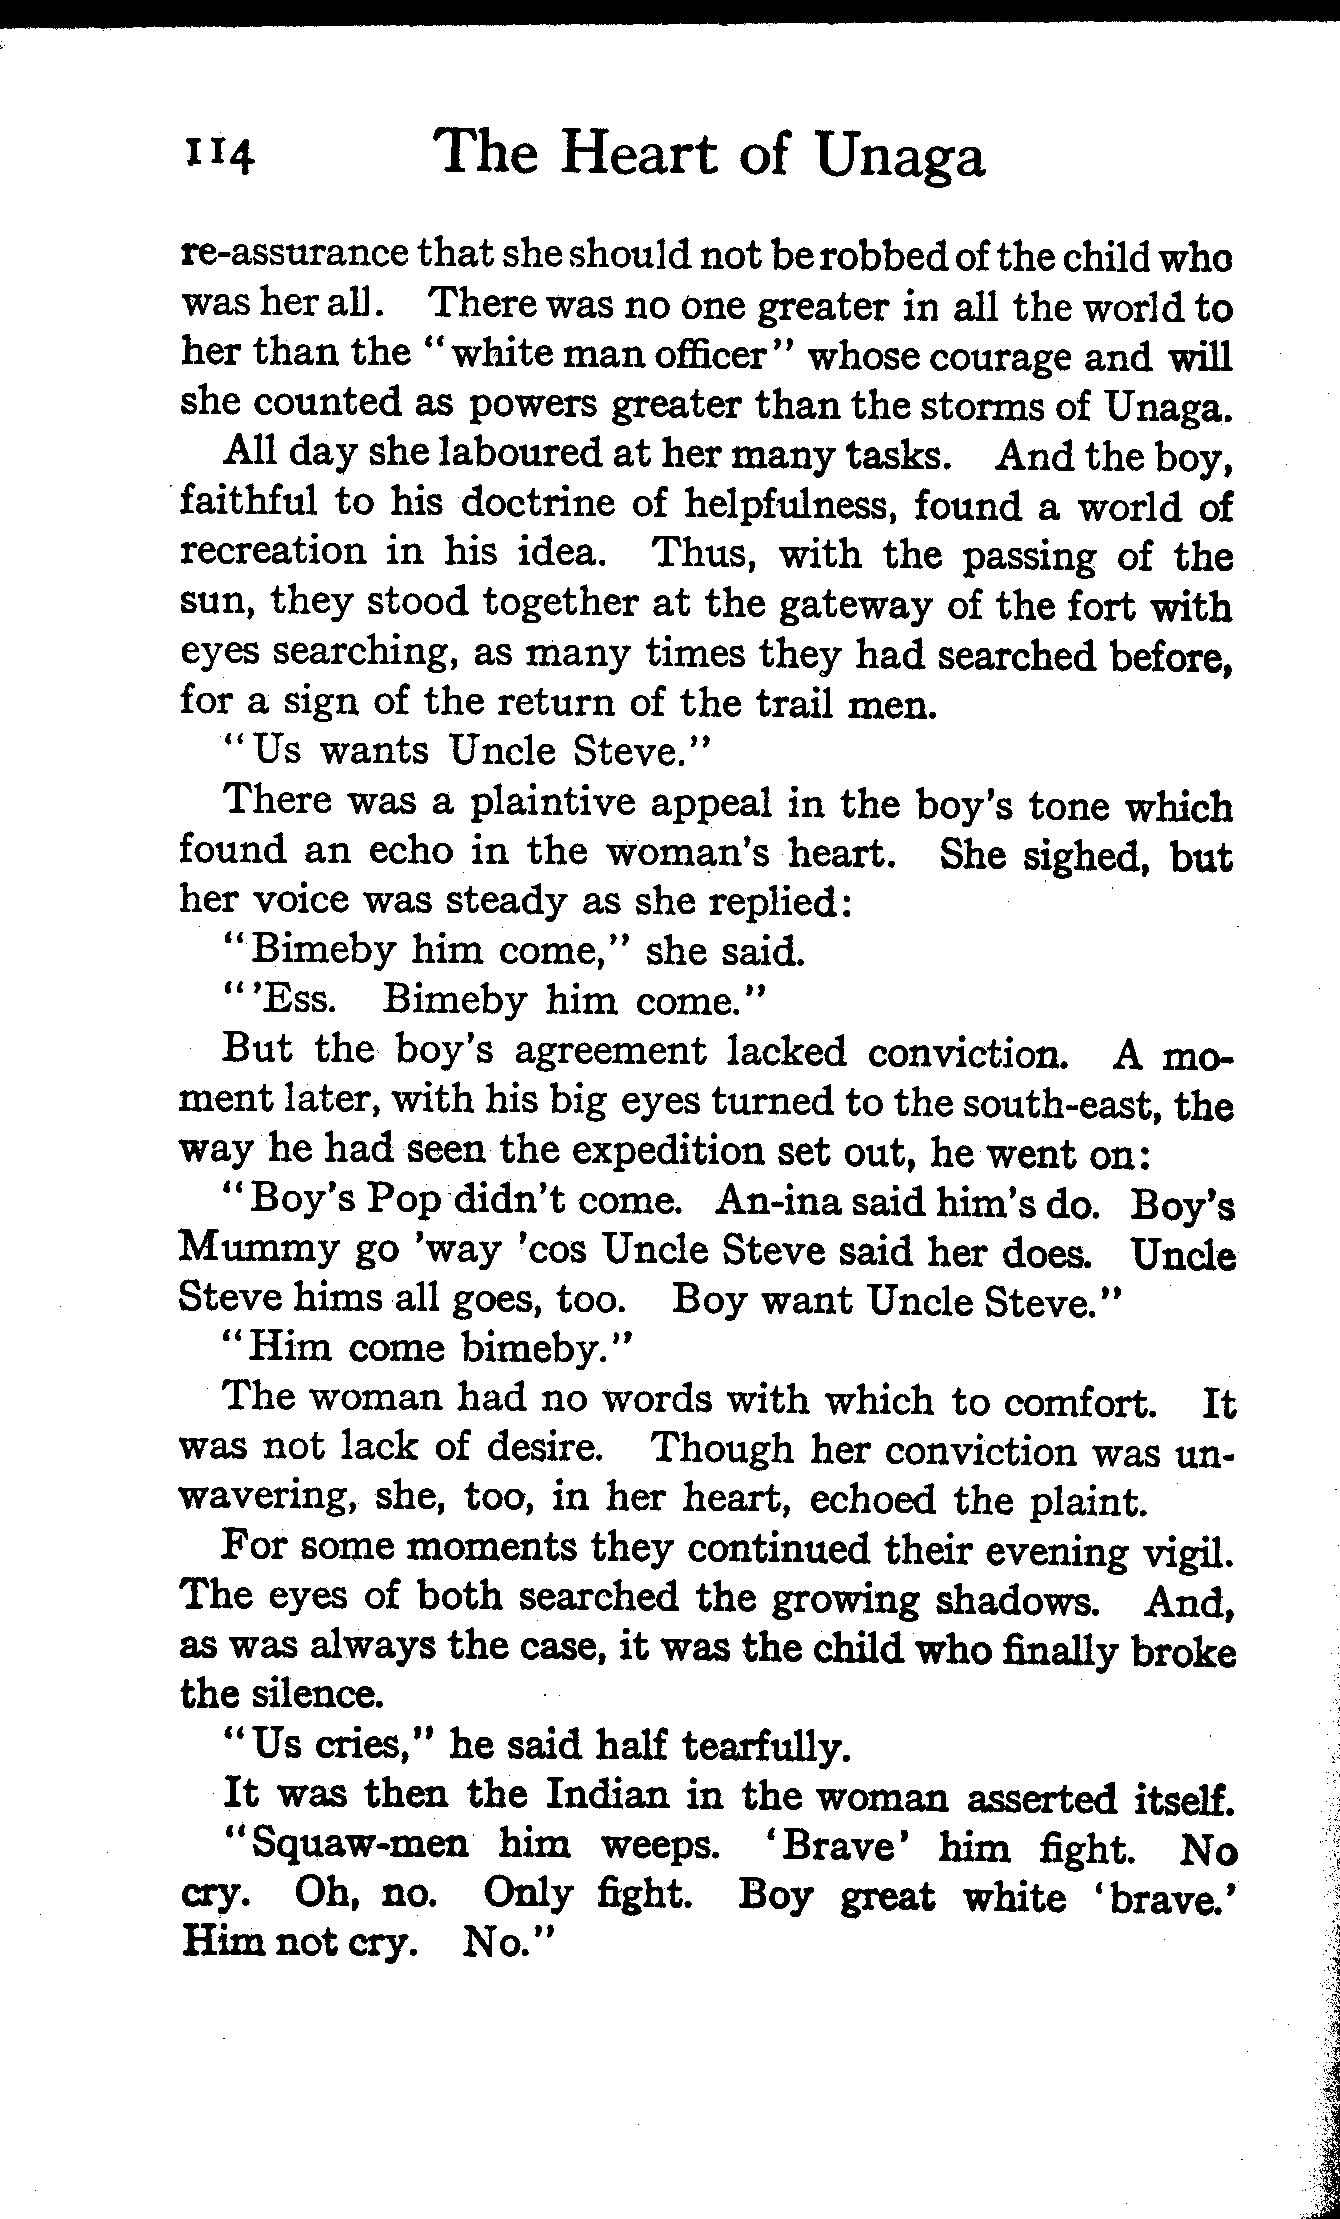 114 The Heart of Unaga
re-assurance that she should not be robbed of the child who
was her all. There was no one greater in all the world to
her than the "white man officer" whose courage and will
she counted as powers greater than the storms of Unaga.
All day she laboured at her many tasks. And the boy,
faithful to his doctrine of helpfulness, found a world of
recreation in his idea. Thus, with the passing of the
sun, they stood together at the gateway of the fort with
eyes searching, as many times they had searched before,
for a sign of the return of the trail men.
"Us wants Uncle Steve."
There was a plaintive appeal in the boy's tone which
found an echo in the woman's heart. She sighed, but
her voice was steady as she replied:
"Bimeby him come," she said.
"'Ess. Bimeby him come."
But the boy's agreement lacked conviction. A mo-
ment later, with his big eyes turned to the south-east, the
way he had seen the expedition set out, he went on:
"Boy's Pop didn't come. An-ina said him's do. Boy's
Mummy go 'way 'cos Uncle Steve said her does. Uncle
Steve hims all goes, too. Boy want Uncle Steve."
"Him come bimeby."
The woman had no words with which to comfort. It
was not lack of desire. Though her conviction was un-
wavering, she, too, in her heart, echoed the plaint.
For some moments they continued their evening vigil.
The eyes of both searched the growing shadows. And,
as was always the case, it was the child who finally broke
the silence.
"Us cries," he said half tearfully.
It was then the Indian in the woman asserted itself.
"Squaw-men him weeps. 'Brave' him fight. No
cry. Oh, no. Only fight. Boy great white 'brave.'
Him not cry. No."